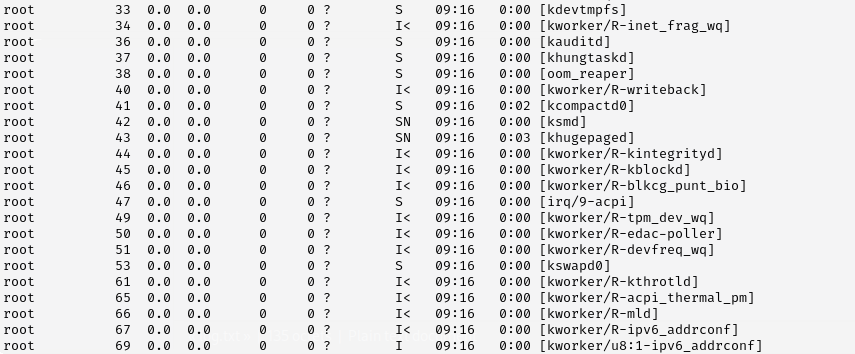 root 33 0.0 0.0 0 0 ? S 09:16 0:00 [kdevtmpfs]
root 34 0.0 0.0 0 0 ? I< 09:16 0:00 [kworker/R-inet_frag_wq]
root 36 0.0 0.0 0 0 ? S 09:16 0:00 [kauditd]
root 37 0.0 0.0 0 0 ? S 09:16 0:00 [khungtaskd]
root 38 0.0 0.0 0 0 ? S 09:16 0:00 [oom_reaper]
root 40 0.0 0.0 0 0 ? I< 09:16 0:00 [kworker/R-writeback]
root 41 0.0 0.0 0 0 ? S 09:16 0:02 [kcompactd0]
root 42 0.0 0.0 0 0 ? SN 09:16 0:00 [ksmd]
root 43 0.0 0.0 0 0 ? SN 09:16 0:03 [khugepaged]
root 44 0.0 0.0 0 0 ? I< 09:16 0:00 [kworker/R-kintegrityd]
root 45 0.0 0.0 0 0 ? I< 09:16 0:00 [kworker/R-kblockd]
root 46 0.0 0.0 0 0 ? I< 09:16 0:00 [kworker/R-blkcg_punt_bio]
root 47 0.0 0.0 0 0 ? S 09:16 0:00 [irq/9-acpi]
root 49 0.0 0.0 0 0 ? I< 09:16 0:00 [kworker/R-tpm_dev_wq]
root 50 0.0 0.0 0 0 ? I< 09:16 0:00 [kworker/R-edac-poller]
root 51 0.0 0.0 0 0 ? I< 09:16 0:00 [kworker/R-devfreq_wq]
root 53 0.0 0.0 0 0 ? S 09:16 0:00 [kswapd0]
root 61 0.0 0.0 0 0 ? I< 09:16 0:00 [kworker/R-kthrotld]
root 65 0.0 0.0 0 0 ? I< 09:16 0:00 [kworker/R-acpi_thermal_pm]
root 66 0.0 0.0 0 0 ? I< 09:16 0:00 [kworker/R-mld]
root 67 0.0 0.0 0 0 ? I< 09:16 0:00 [kworker/R-ipv6_addrconf]
root 69 0.0 0.0 0 0 ? I 09:16 0:00 [kworker/u8:1-ipv6_addrconf]